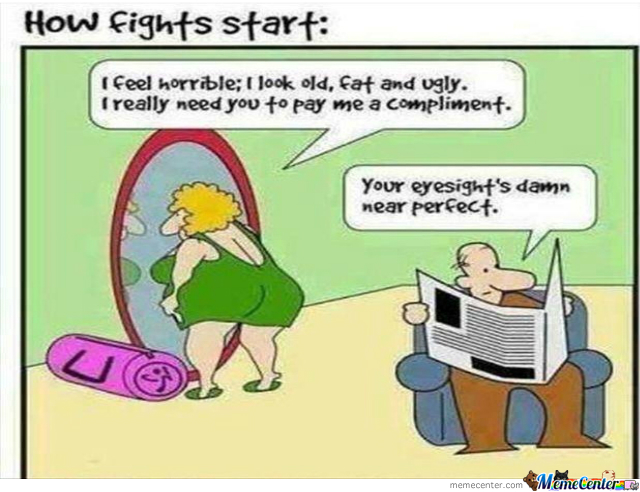 How fights start:
I feel horrible; I look old, fat and ugly.
I really need you to pay me a compliment.
Your eyesight's damn
near perfect.
memecenter.com MemeCenter